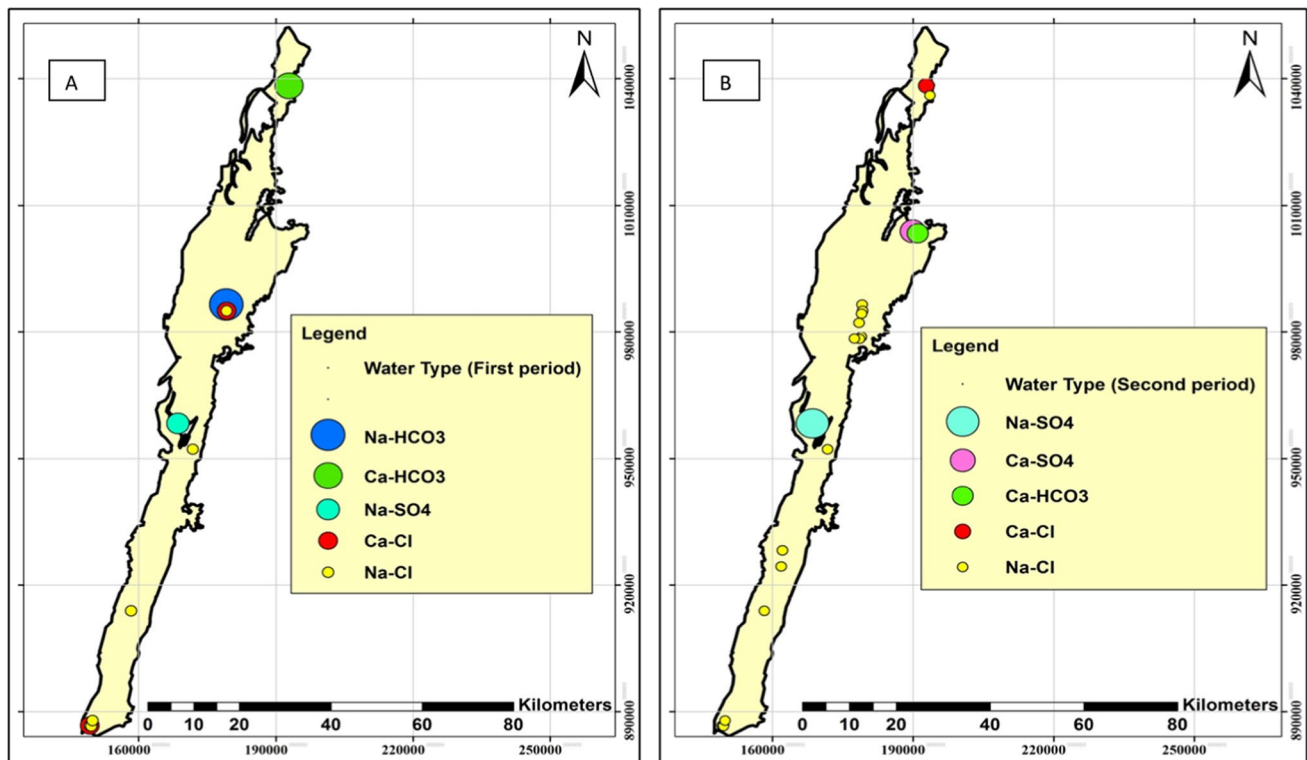 A
N
1040000
1010000
980000
950000
920000
890000
Legend
Water Type (First period)
Na-HCO3
Ca-HCO3
Na-SO4
Ca-Cl
Na-Cl
Kilometers
0 10 20 40 60 80
160000 190000 220000 250000
B
N
1040000
1010000
980000
950000
920000
890000
Legend
Water Type (Second period)
Na-SO4
Ca-SO4
Ca-HCO3
Ca-Cl
Na-Cl
Kilometers
0 10 20 40 60 80
160000 190000 220000 250000